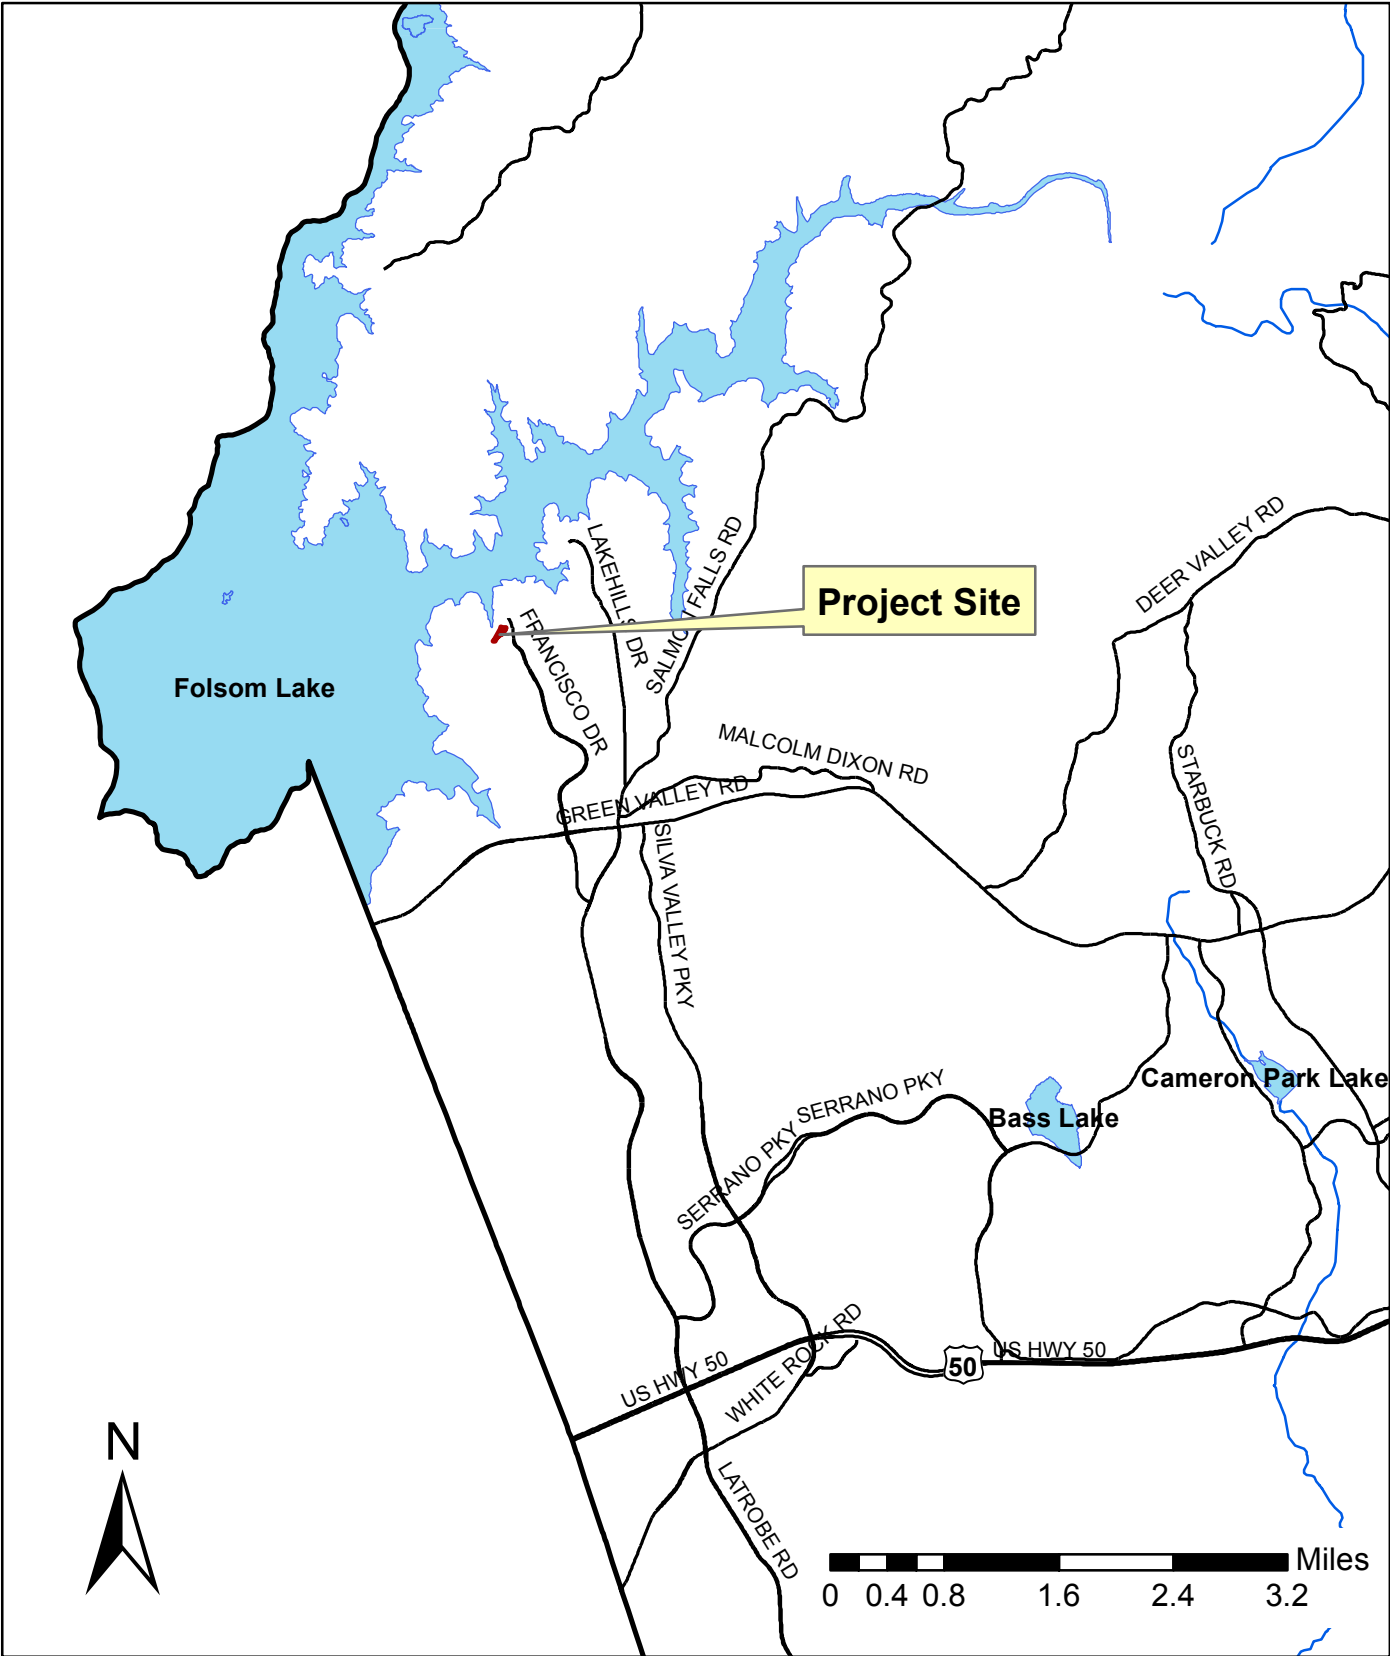 LAKEHILLS DR
SALMON FALLS RD
DEER VALLEY RD
Project Site
FRANCISCO DR
Folsom Lake
MALCOLM DIXON RD
GREEN VALLEY RD
STARBUCK RD
SILVA VALLEY PKY
SERRANO PKY
Cameron Park Lake
Bass Lake
SERRANO PKY
WHITE ROCK RD
US HWY 50
50
US HWY 50
N
LATROBE RD
Miles
0 0.4 0.8 1.6 2.4 3.2